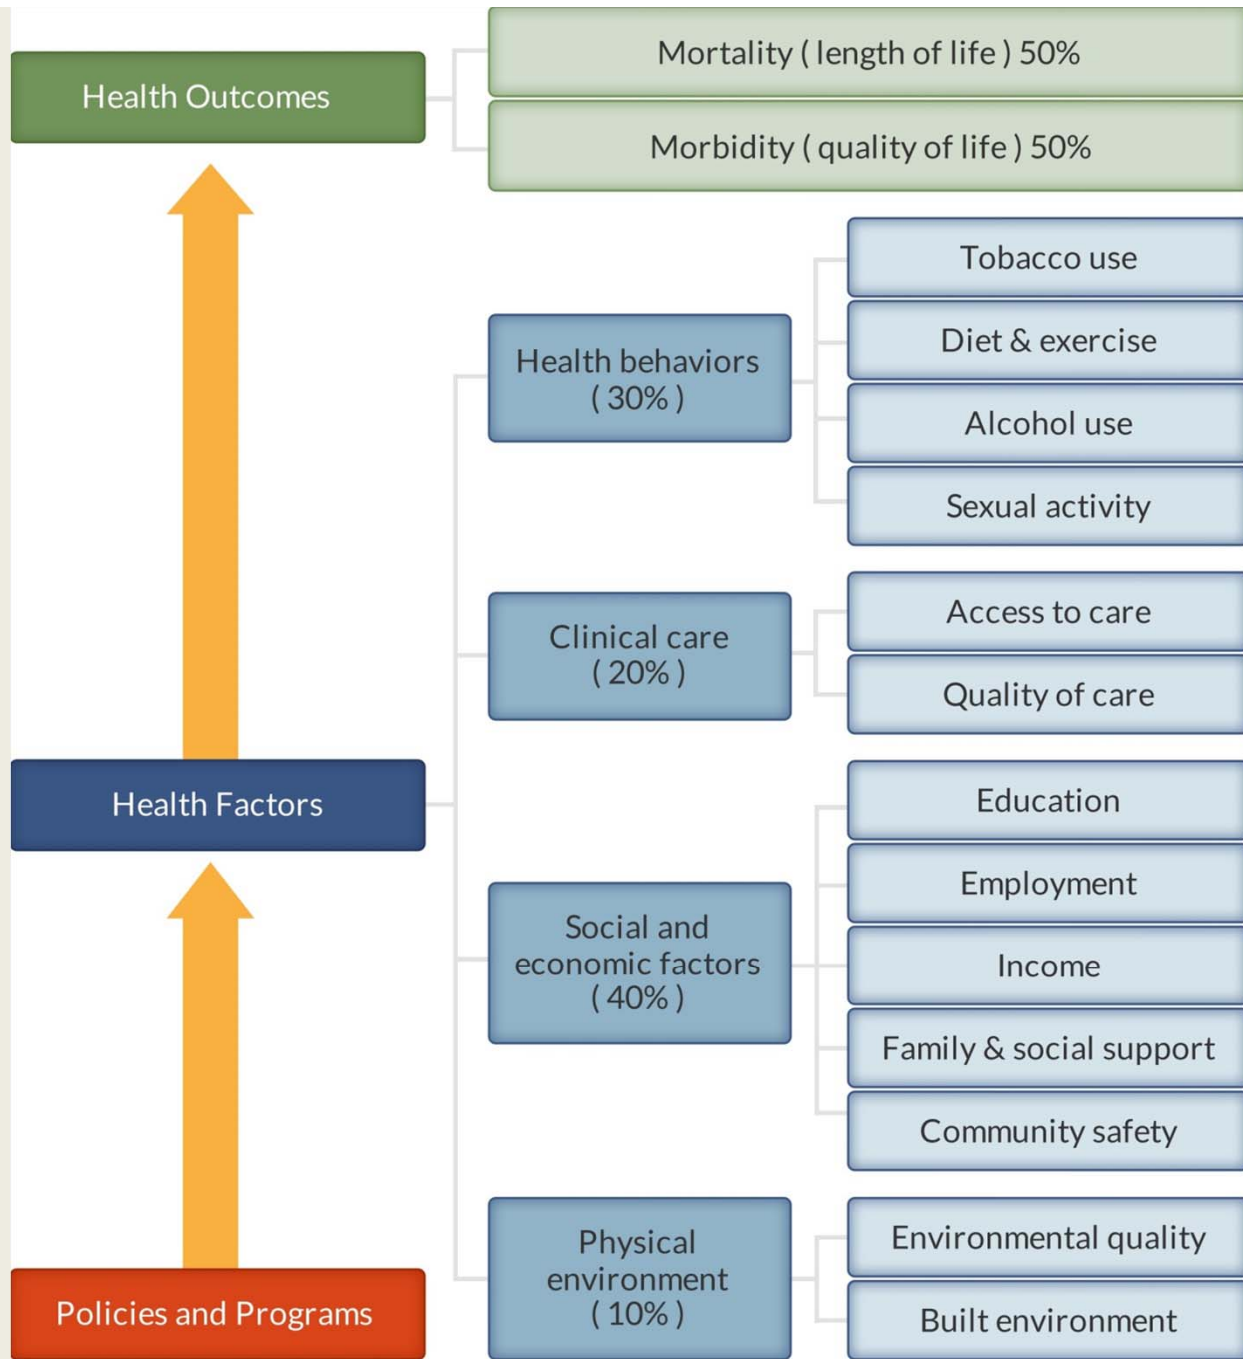 Health Outcomes
Mortality ( length of life ) 50%
Morbidity ( quality of life ) 50%
Health Factors
Health behaviors
( 30% )
Tobacco use
Diet & exercise
Alcohol use
Sexual activity
Clinical care
( 20% )
Access to care
Quality of care
Social and
economic factors
( 40% )
Education
Employment
Income
Family & social support
Community safety
Physical
environment
( 10% )
Environmental quality
Built environment
Policies and Programs